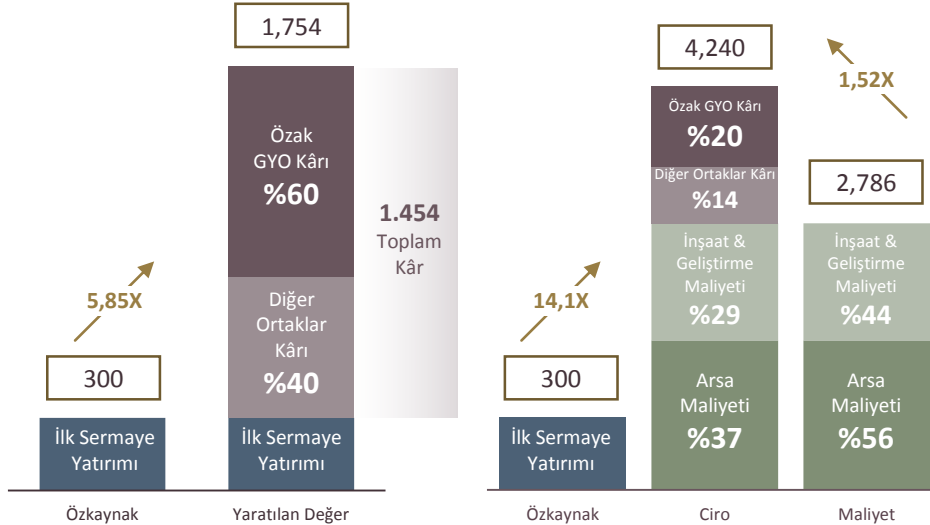 1,754
Özak
GYO Kârı
%60
Diğer
Ortaklar
Kârı
%40
İlk Sermaye
Yatırımı
1.454
Toplam
Kâr
5,85X
300
İlk Sermaye
Yatırımı
Özkaynak
Yaratılan Değer
4,240
1,52X
Özak GYO Kârı
%20
Diğer Ortaklar Kârı
%14
İnşaat &
Geliştirme
Maliyeti
%29
Arsa
Maliyeti
%37
2,786
İnşaat &
Geliştirme
Maliyeti
%44
Arsa
Maliyeti
%56
14,1X
300
İlk Sermaye
Yatırımı
Özkaynak
Ciro
Maliyet